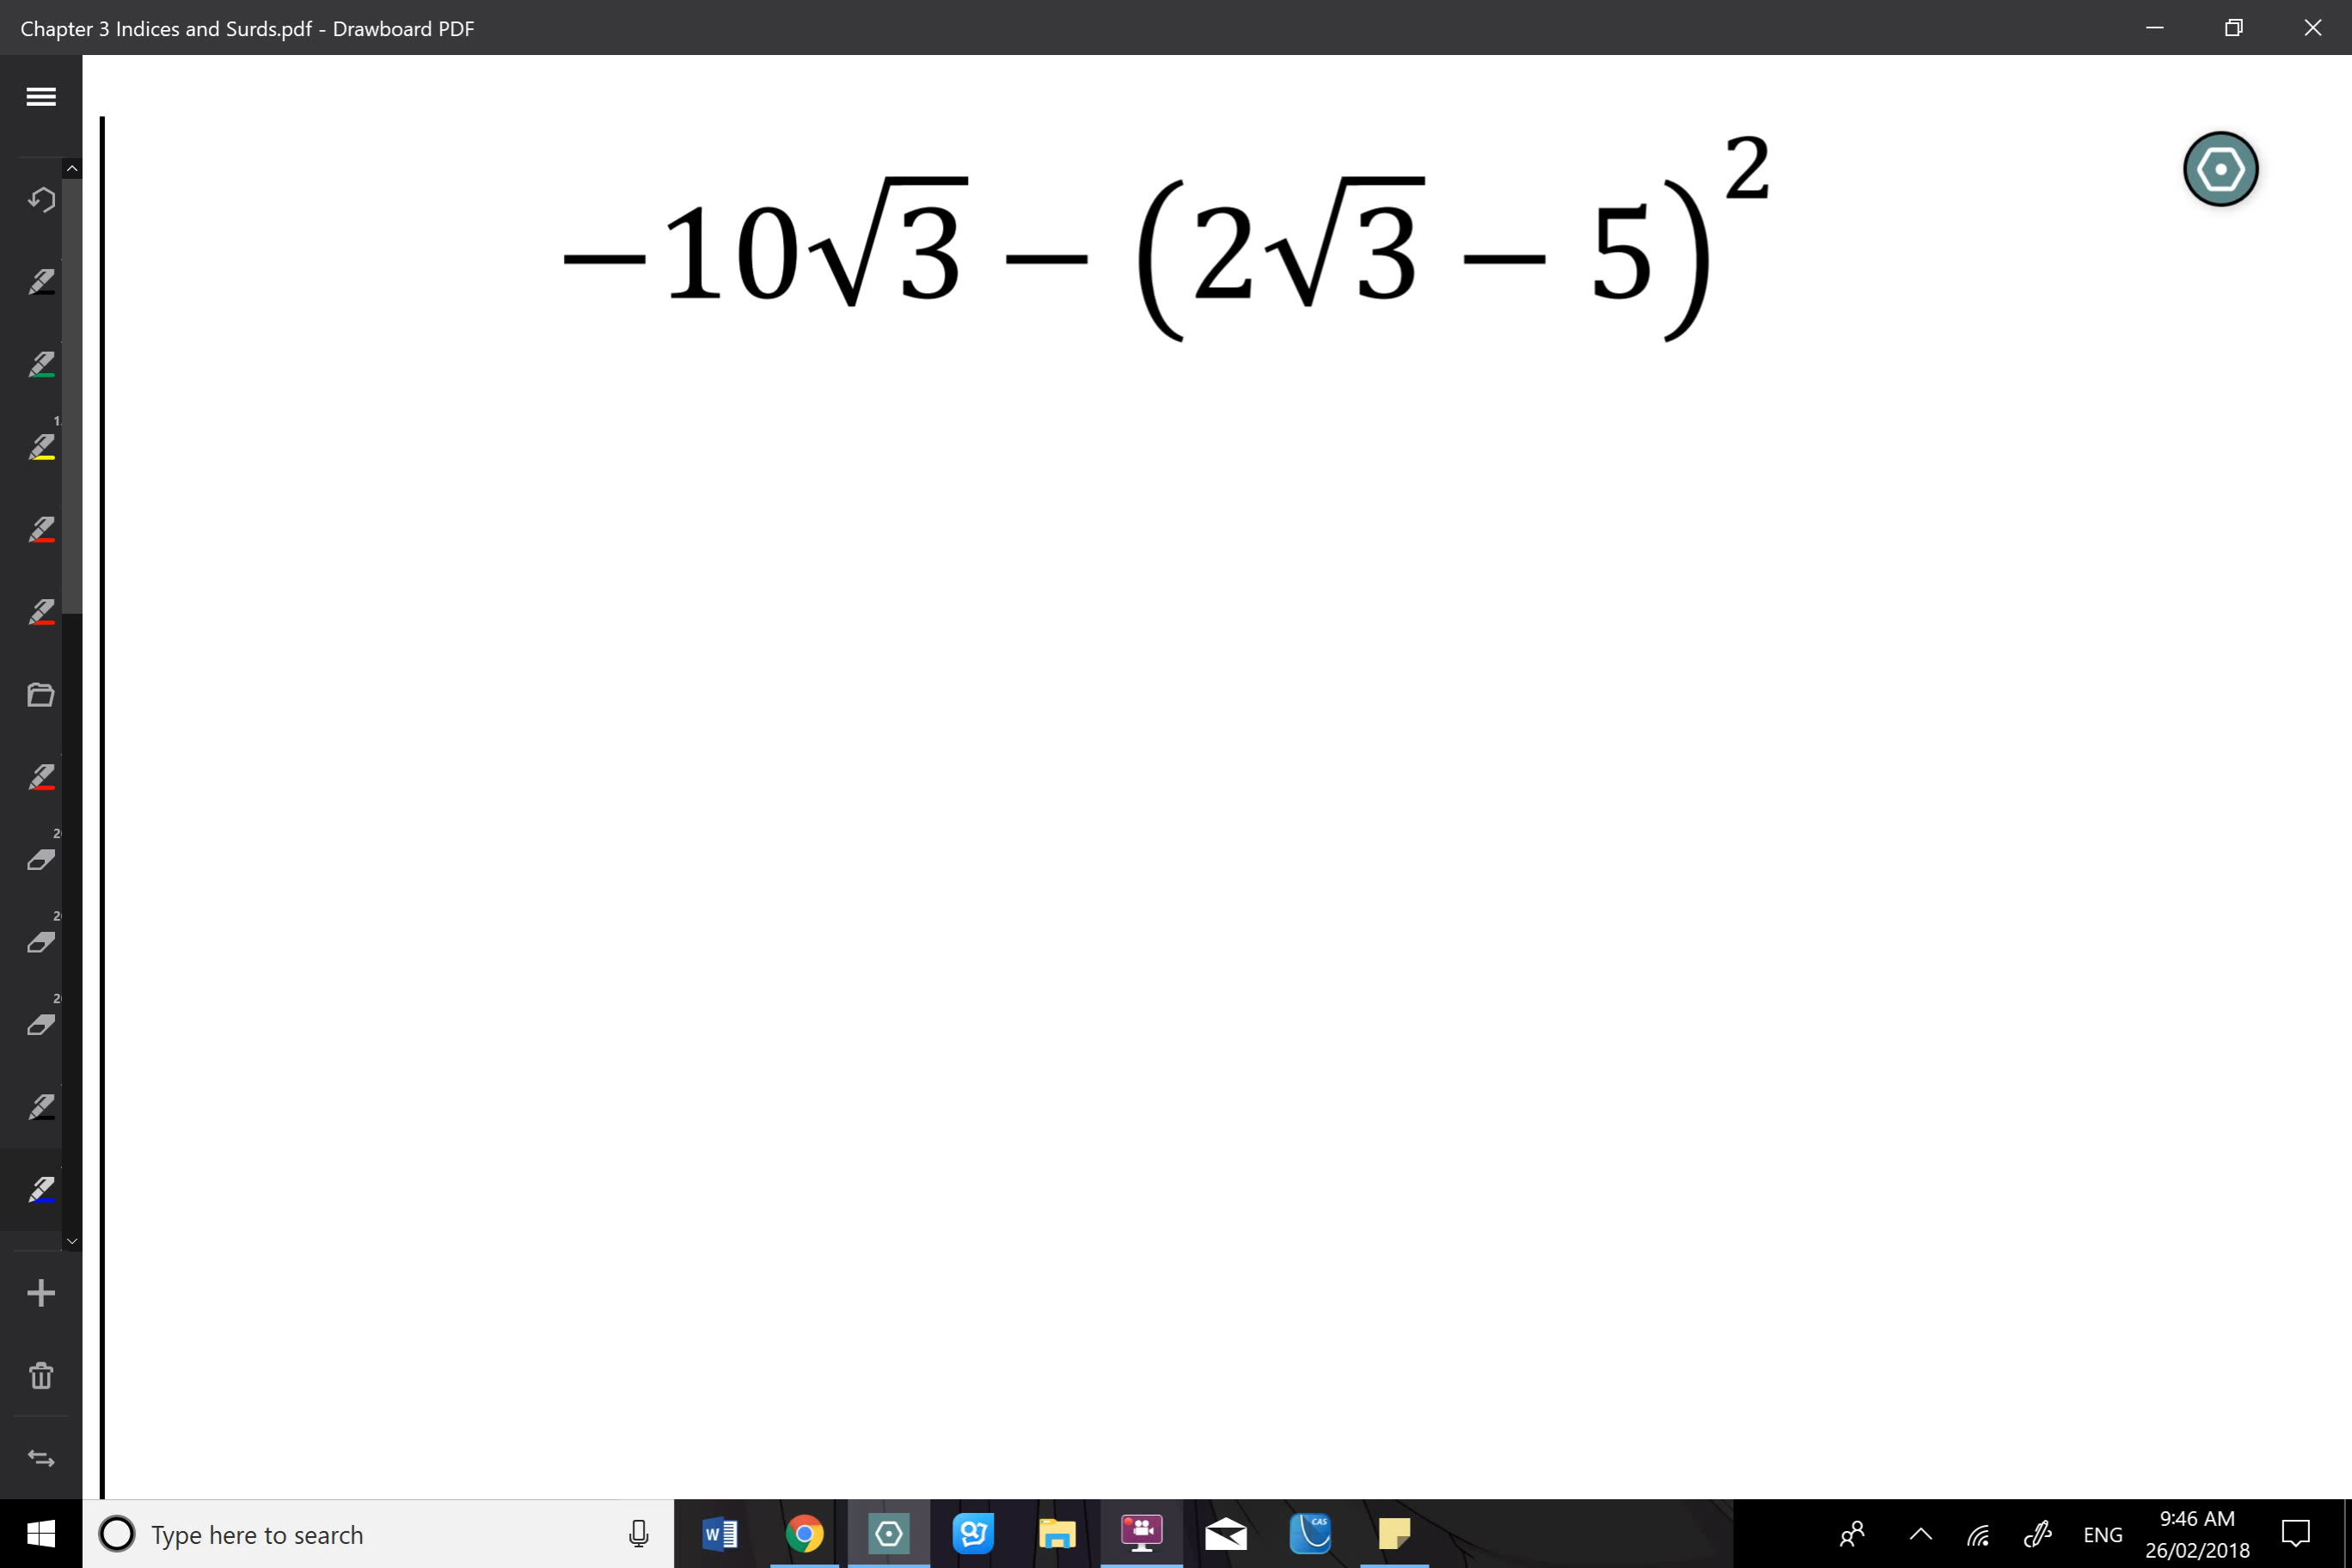 Chapter 3 Indices and Surds.pdf - Drawboard PDF
−10√3 − (2√3 − 5)²
Type here to search
W
CAS
ENG
9:46 AM
26/02/2018